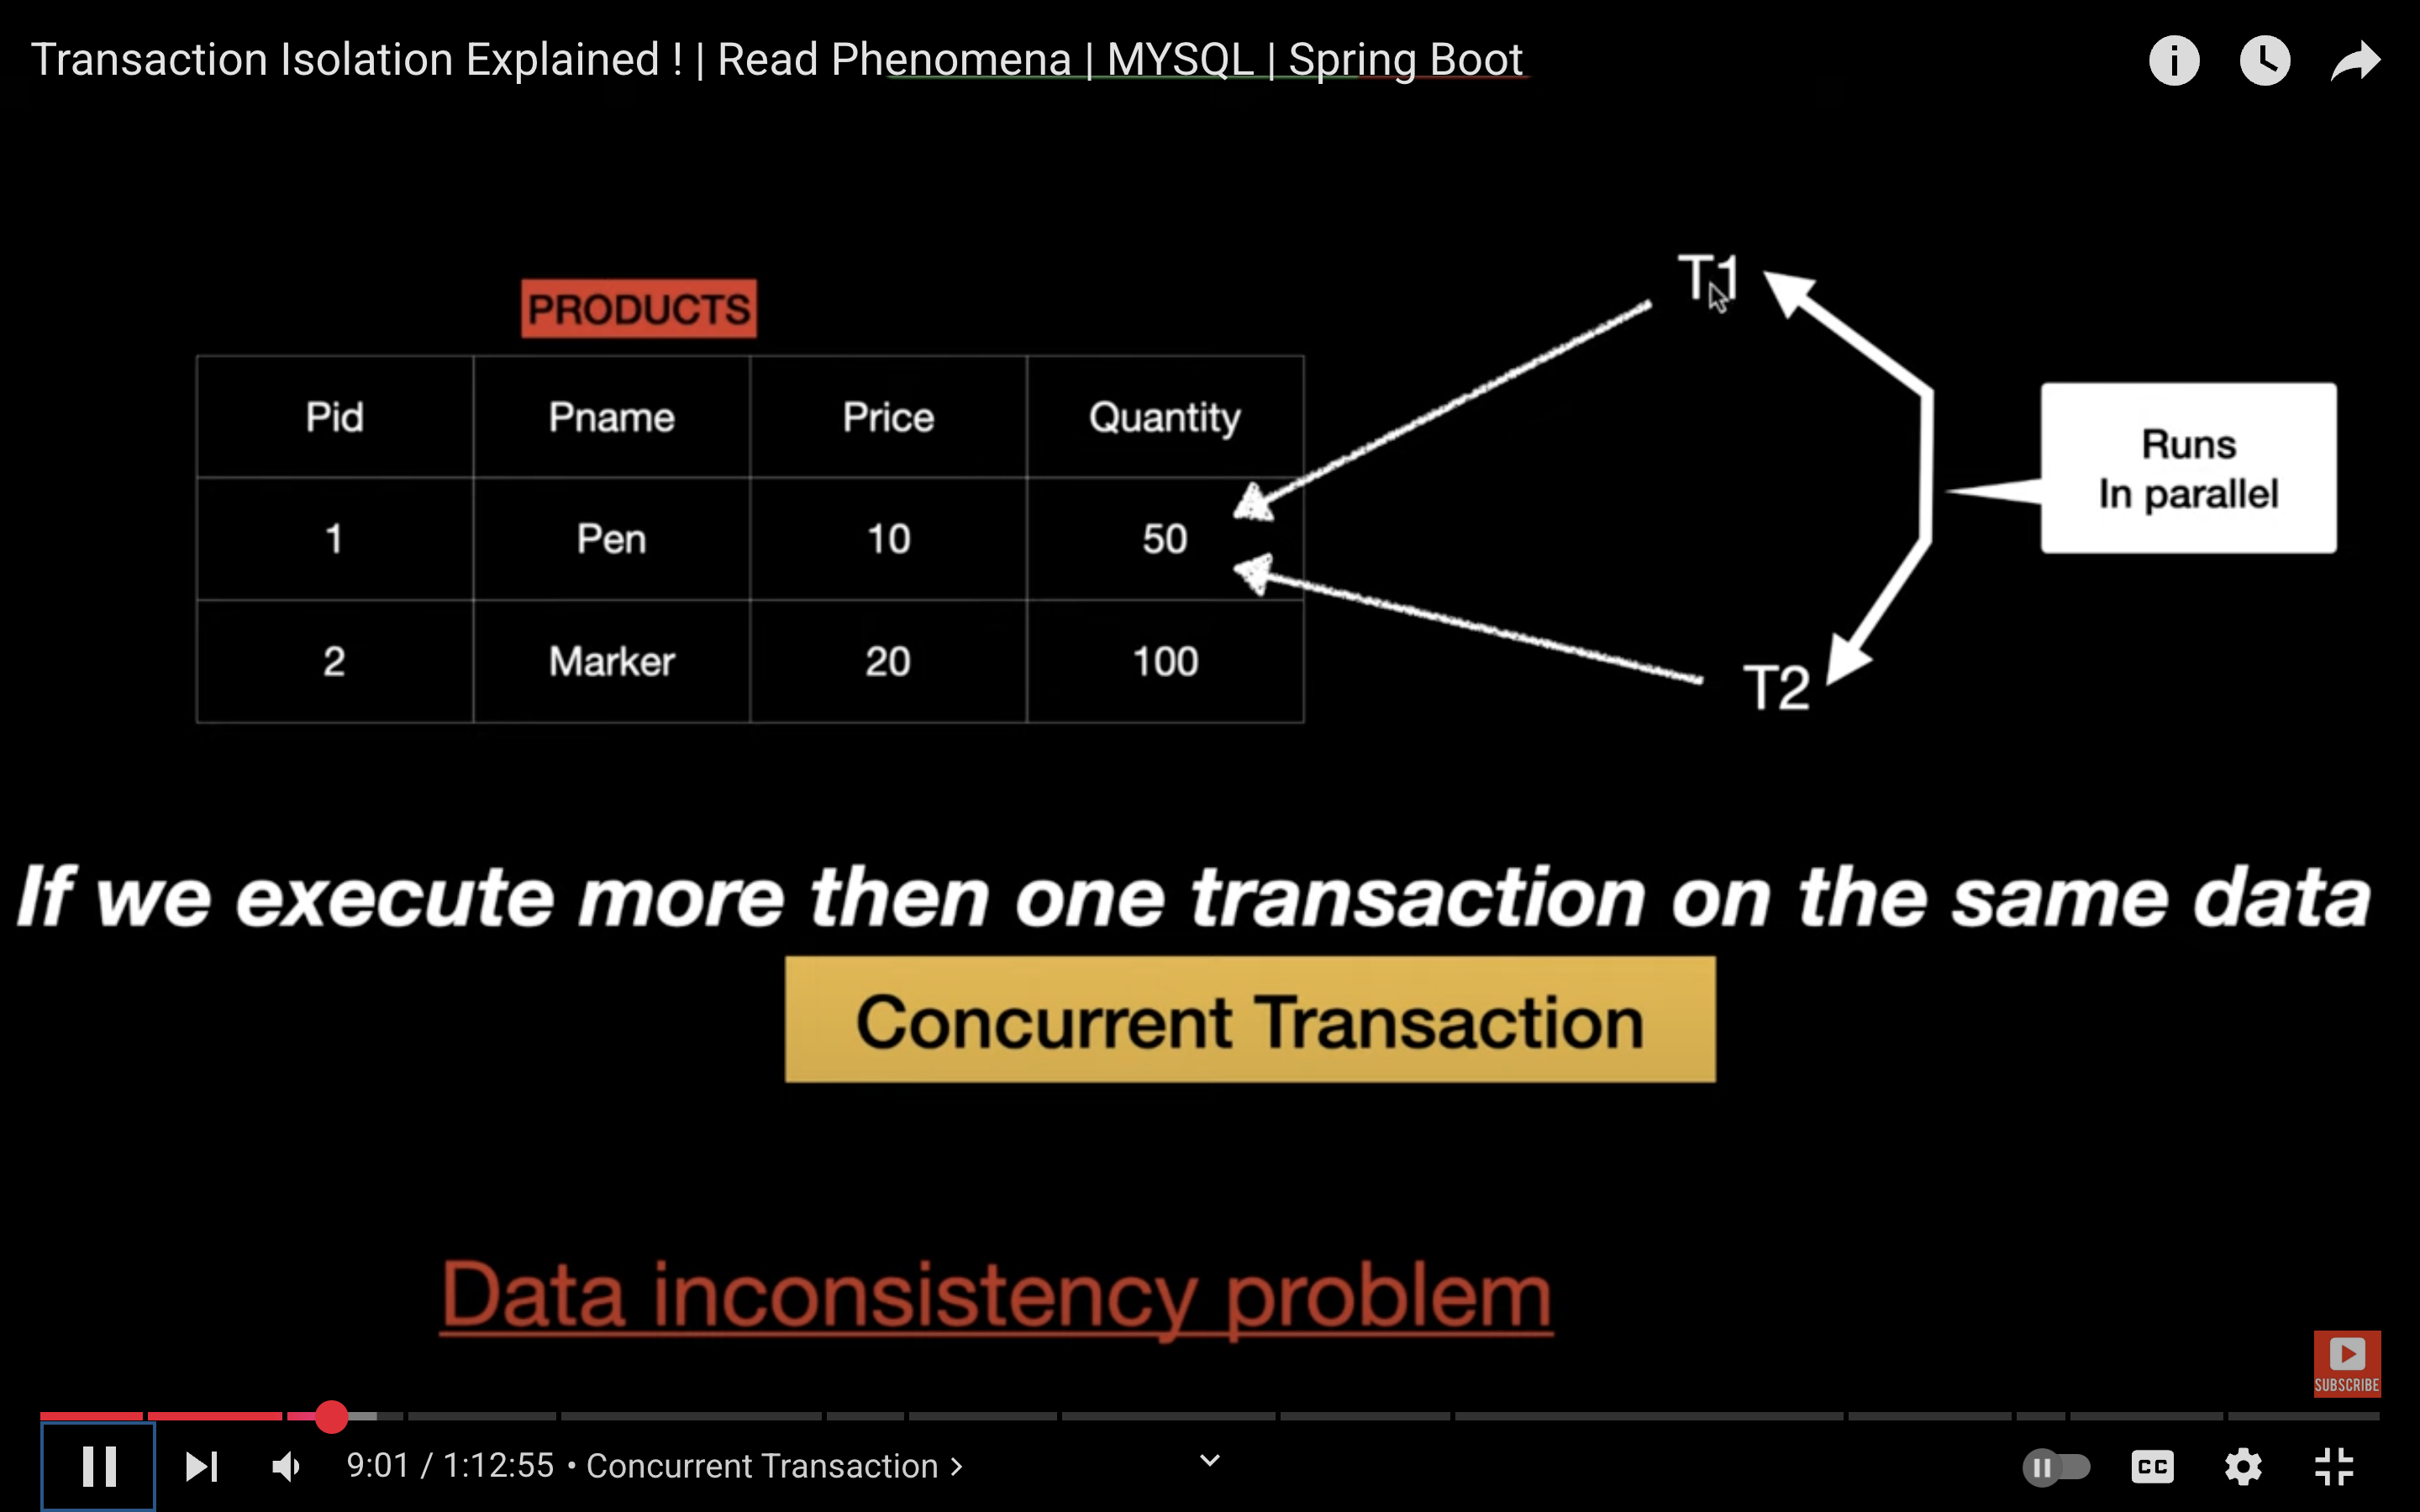 Transaction Isolation Explained ! | Read Phenomena | MYSQL | Spring Boot
PRODUCTS
Pid Pname Price Quantity
1 Pen 10 50
2 Marker 20 100
T1
T2
Runs
In parallel
If we execute more then one transaction on the same data
Concurrent Transaction
Data inconsistency problem
SUBSCRIBE
9:01 / 1:12:55 • Concurrent Transaction >
CC